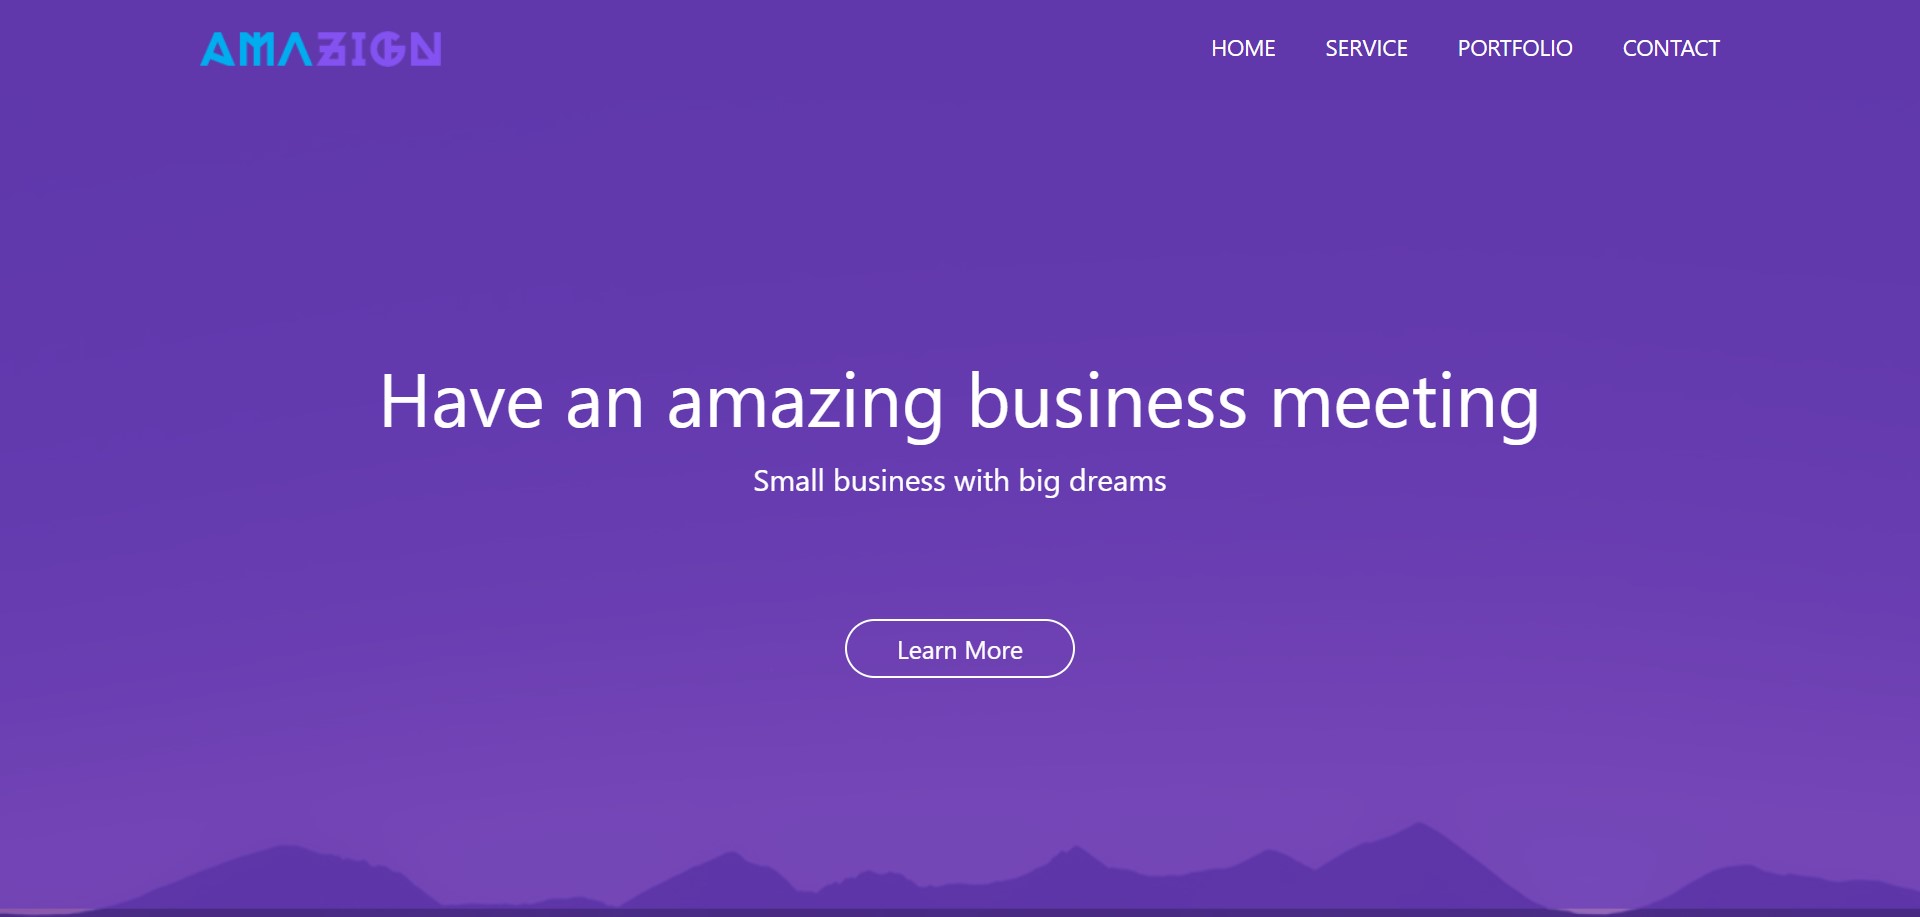 AMAZIGN
HOME SERVICE PORTFOLIO CONTACT
Have an amazing business meeting
Small business with big dreams
Learn More